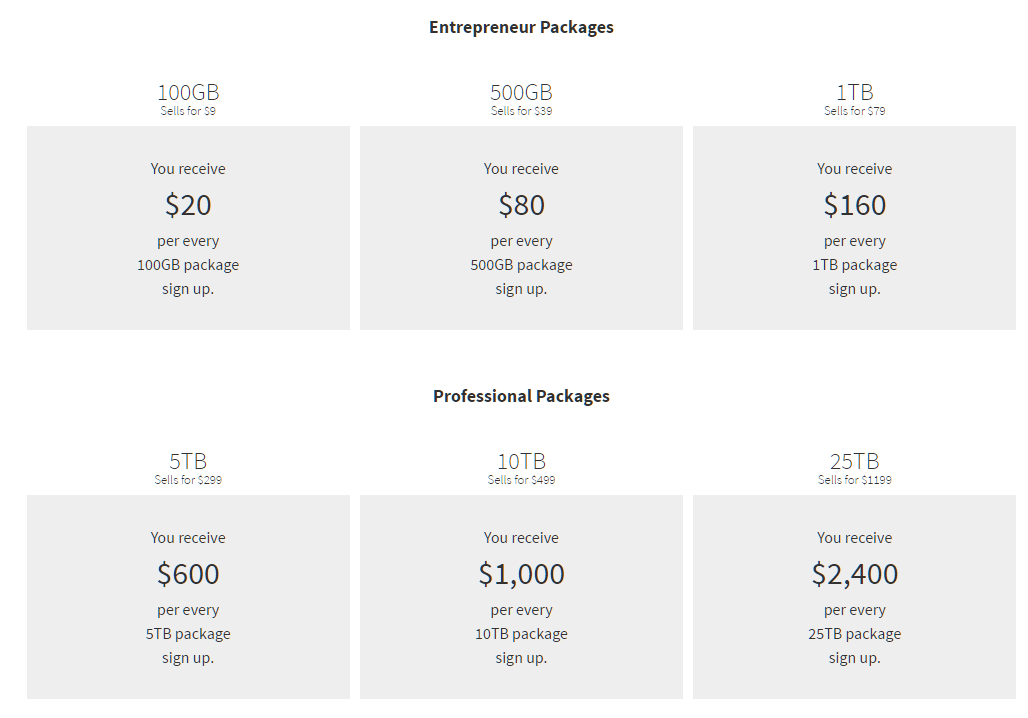 Entrepreneur Packages
100GB
Sells for $9
500GB
Sells for $39
1TB
Sells for $79
You receive
$20
per every
100GB package
sign up.
You receive
$80
per every
500GB package
sign up.
You receive
$160
per every
1TB package
sign up.
Professional Packages
5TB
Sells for $299
10TB
Sells for $499
25TB
Sells for $1199
You receive
$600
per every
5TB package
sign up.
You receive
$1,000
per every
10TB package
sign up.
You receive
$2,400
per every
25TB package
sign up.